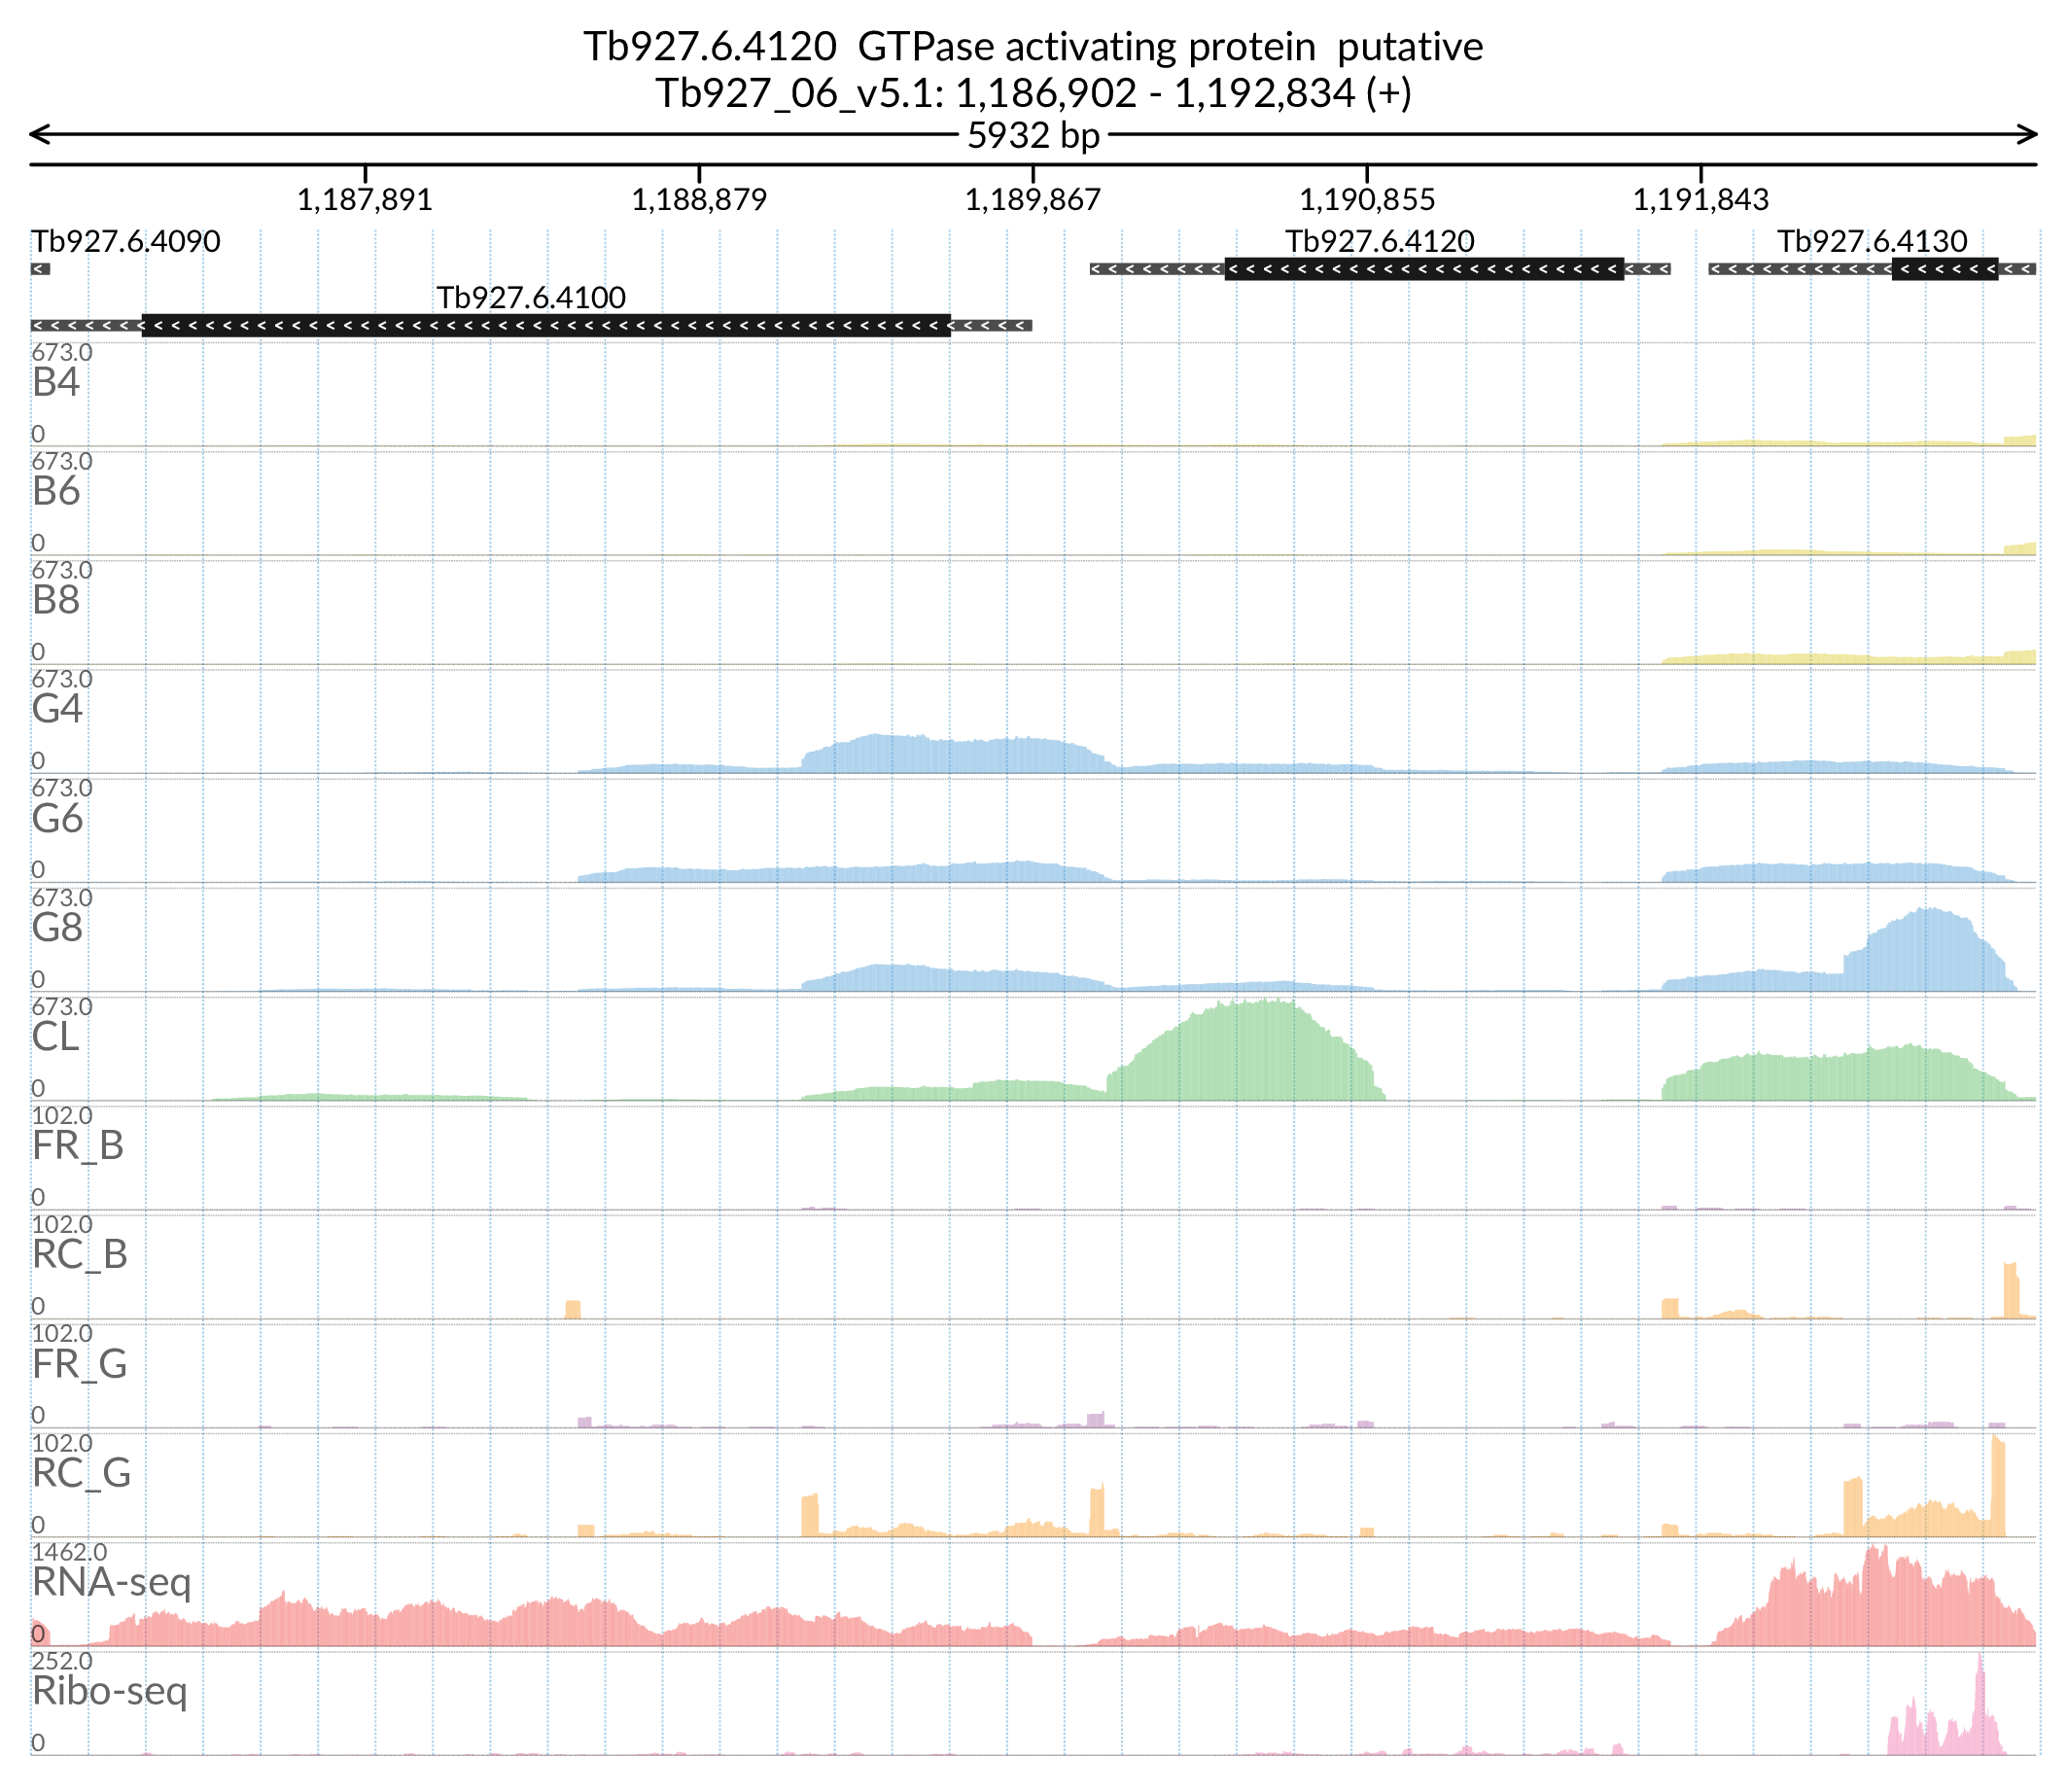 Tb927.6.4120  GTPase activating protein  putative
Tb927_06_v5.1: 1,186,902 - 1,192,834 (+)
5932 bp
1,187,891 1,188,879 1,189,867 1,190,855 1,191,843
Tb927.6.4090 Tb927.6.4120 Tb927.6.4130
Tb927.6.4100
673.0
B4
0
673.0
B6
0
673.0
B8
0
673.0
G4
0
673.0
G6
0
673.0
G8
0
673.0
CL
0
102.0
FR_B
0
102.0
RC_B
0
102.0
FR_G
0
102.0
RC_G
0
1462.0
RNA-seq
0
252.0
Ribo-seq
0